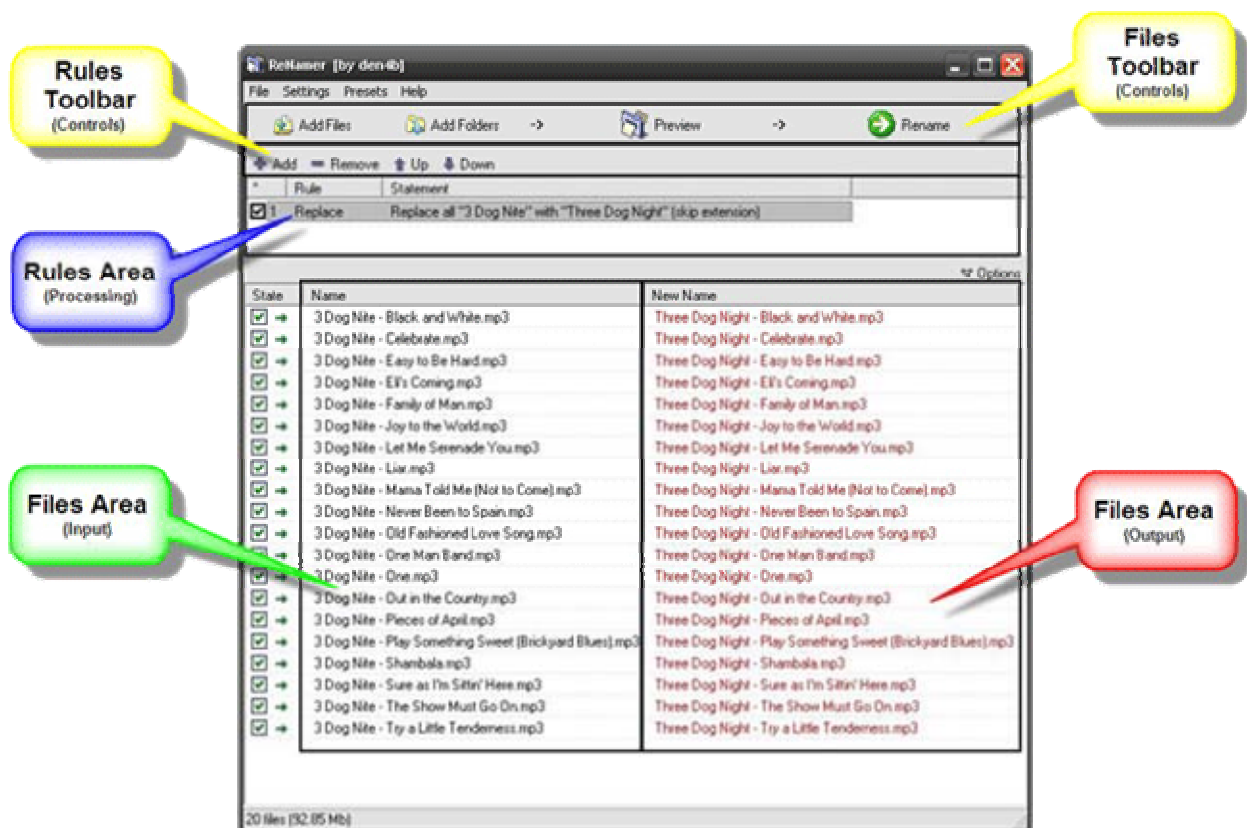 Rules
Toolbar
(Controls)
Files
Toolbar
(Controls)
ReNamer [by den4b]
File Settings Presets Help
Add Files Add Folders -> Preview -> Rename
Add Remove Up Down
* Rule Statement
1 Replace Replace all "3 Dog Nite" with "Three Dog Night" (skip extension)
Rules Area
(Processing)
Options
State Name New Name
3 Dog Nite - Black and White.mp3 Three Dog Night - Black and White.mp3
3 Dog Nite - Celebrate.mp3 Three Dog Night - Celebrate.mp3
3 Dog Nite - Easy to Be Hard.mp3 Three Dog Night - Easy to Be Hard.mp3
3 Dog Nite - Eli's Coming.mp3 Three Dog Night - Eli's Coming.mp3
3 Dog Nite - Family of Man.mp3 Three Dog Night - Family of Man.mp3
3 Dog Nite - Joy to the World.mp3 Three Dog Night - Joy to the World.mp3
3 Dog Nite - Let Me Serenade You.mp3 Three Dog Night - Let Me Serenade You.mp3
3 Dog Nite - Liar.mp3 Three Dog Night - Liar.mp3
3 Dog Nite - Mama Told Me (Not to Come).mp3 Three Dog Night - Mama Told Me (Not to Come).mp3
3 Dog Nite - Never Been to Spain.mp3 Three Dog Night - Never Been to Spain.mp3
3 Dog Nite - Old Fashioned Love Song.mp3 Three Dog Night - Old Fashioned Love Song.mp3
3 Dog Nite - One Man Band.mp3 Three Dog Night - One Man Band.mp3
3 Dog Nite - One.mp3 Three Dog Night - One.mp3
3 Dog Nite - Out in the Country.mp3 Three Dog Night - Out in the Country.mp3
3 Dog Nite - Pieces of April.mp3 Three Dog Night - Pieces of April.mp3
3 Dog Nite - Play Something Sweet (Brickyard Blues).mp3 Three Dog Night - Play Something Sweet (Brickyard Blues).mp3
3 Dog Nite - Shambala.mp3 Three Dog Night - Shambala.mp3
3 Dog Nite - Sure as I'm Sittin' Here.mp3 Three Dog Night - Sure as I'm Sittin' Here.mp3
3 Dog Nite - The Show Must Go On.mp3 Three Dog Night - The Show Must Go On.mp3
3 Dog Nite - Try a Little Tenderness.mp3 Three Dog Night - Try a Little Tenderness.mp3
Files Area
(Input)
Files Area
(Output)
20 files (92.85 Mb)